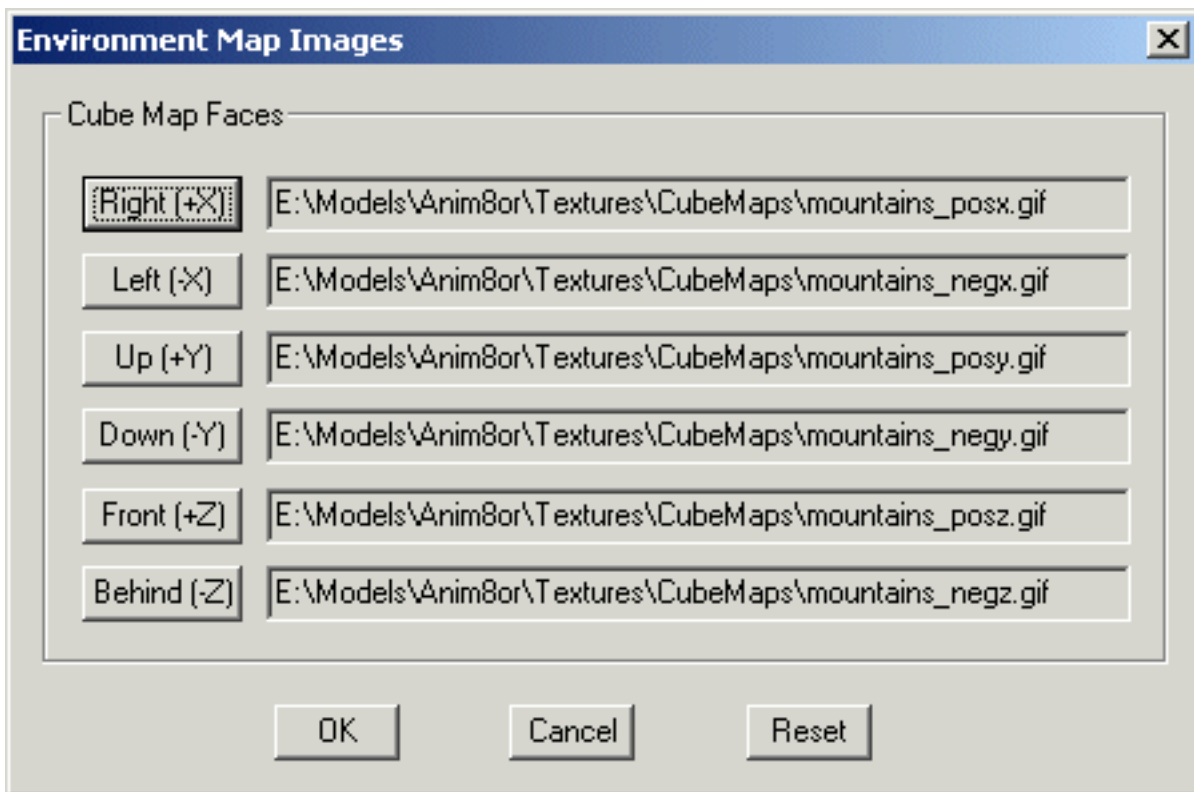 Environment Map Images
Cube Map Faces
Right (+X) E:\Models\Anim8or\Textures\CubeMaps\mountains_posx.gif
Left (-X) E:\Models\Anim8or\Textures\CubeMaps\mountains_negx.gif
Up (+Y) E:\Models\Anim8or\Textures\CubeMaps\mountains_posy.gif
Down (-Y) E:\Models\Anim8or\Textures\CubeMaps\mountains_negy.gif
Front (+Z) E:\Models\Anim8or\Textures\CubeMaps\mountains_posz.gif
Behind (-Z) E:\Models\Anim8or\Textures\CubeMaps\mountains_negz.gif
OK Cancel Reset